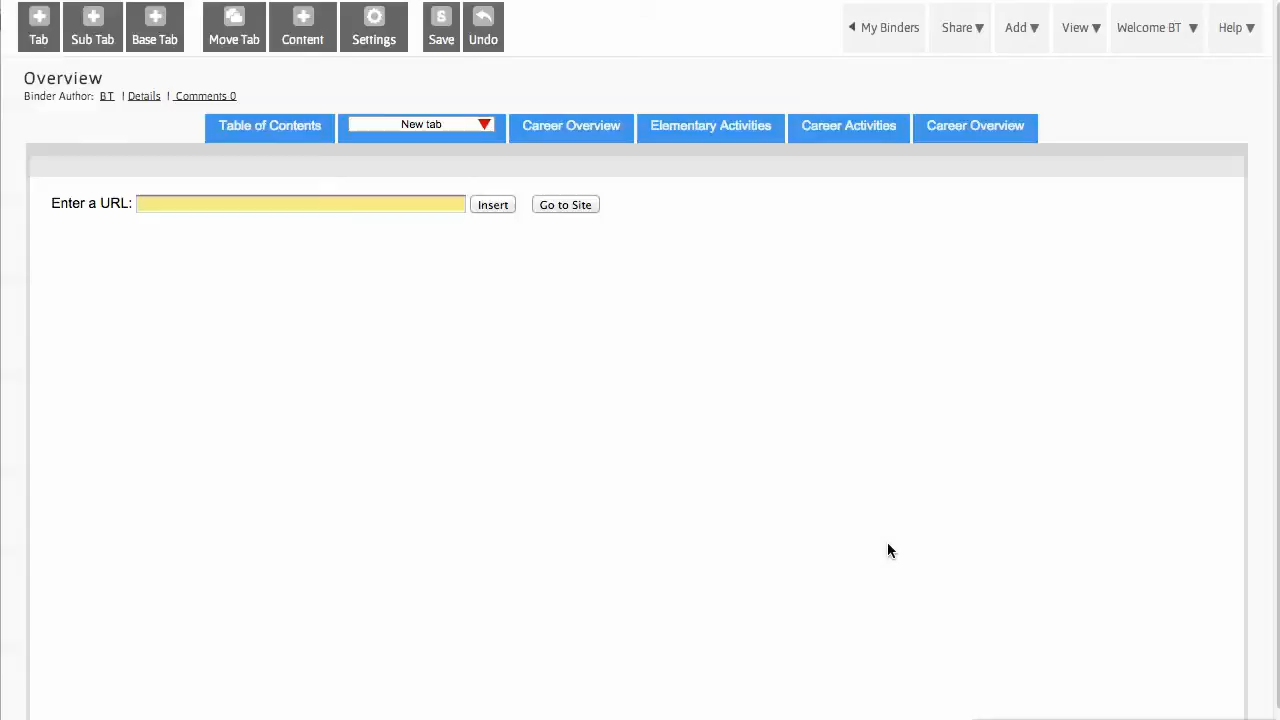 Tab Sub Tab Base Tab Move Tab Content Settings Save Undo My Binders Share Add View Welcome BT Help
Overview
Binder Author: BT ! Details ! Comments 0
Table of Contents New tab Career Overview Elementary Activities Career Activities Career Overview
Enter a URL: Insert Go to Site